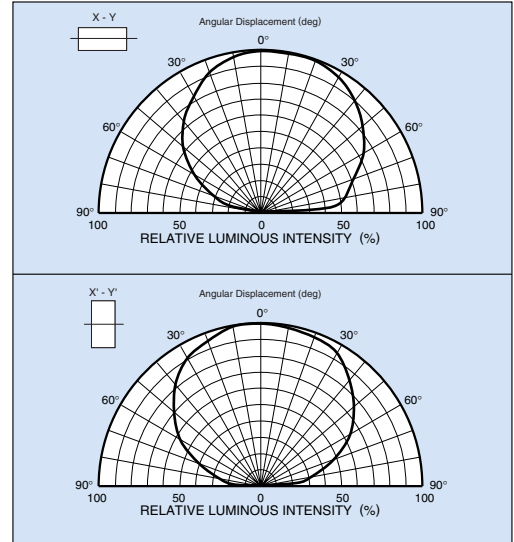 X - Y
Angular Displacement (deg)
0°
30° 30°
60° 60°
90° 90°
100 50 0 50 100
RELATIVE LUMINOUS INTENSITY (%)
X' - Y'
Angular Displacement (deg)
0°
30° 30°
60° 60°
90° 90°
100 50 0 50 100
RELATIVE LUMINOUS INTENSITY (%)